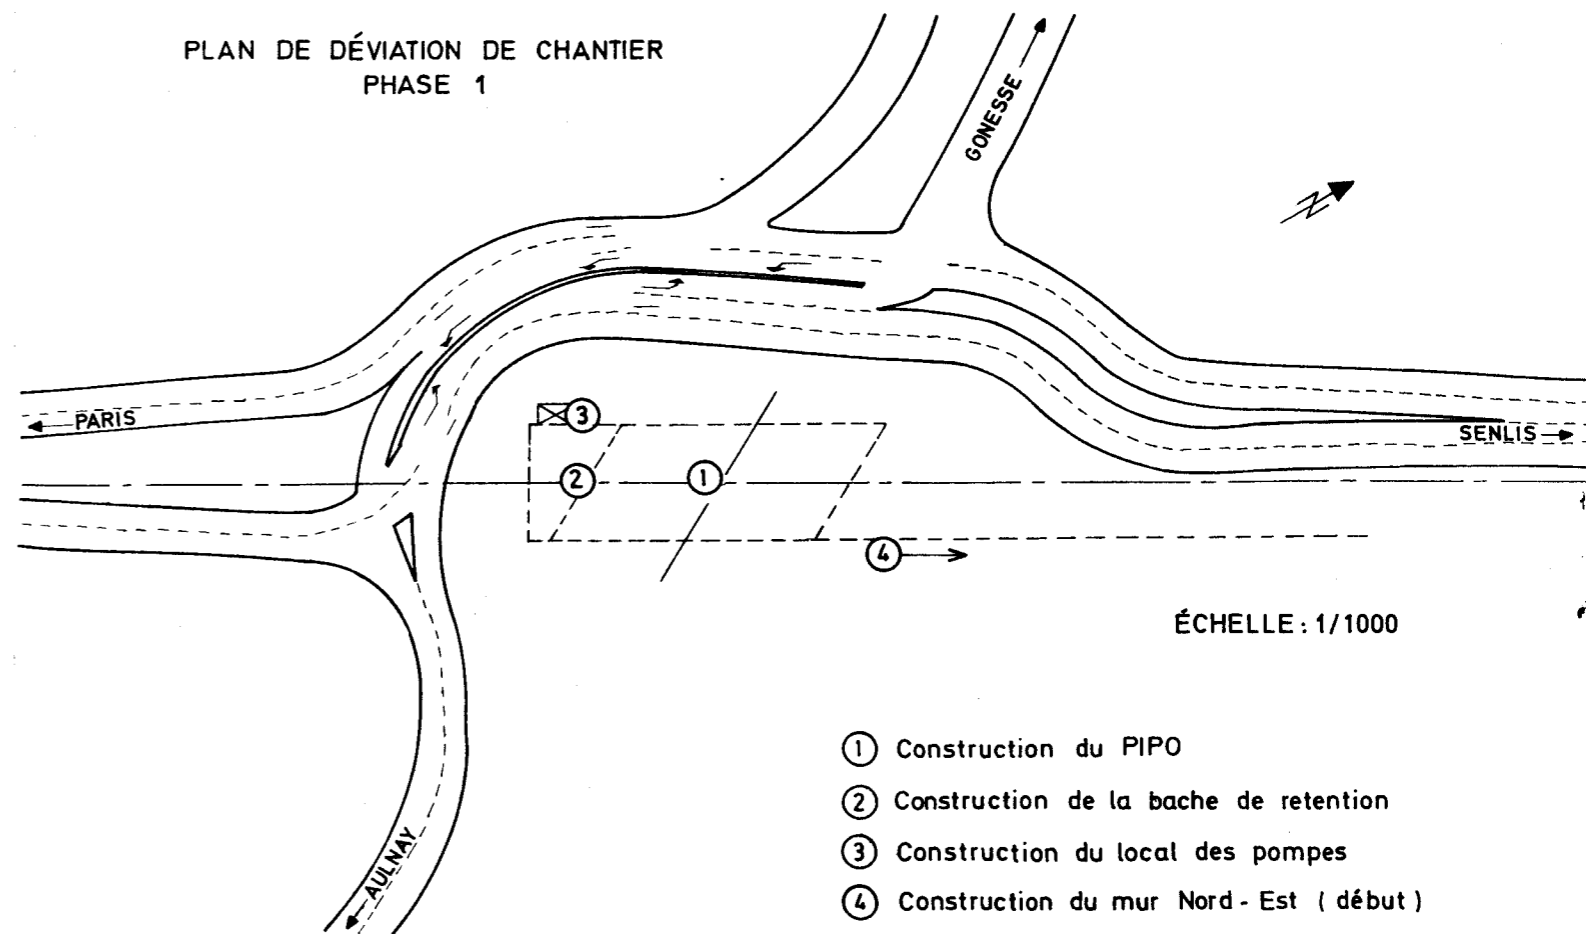 PLAN DE DÉVIATION DE CHANTIER
PHASE 1
GONESSE
N
PARIS
SENLIS
3
2
1
4
ÉCHELLE : 1/1000
AULNAY
1 Construction du PIPO
2 Construction de la bache de retention
3 Construction du local des pompes
4 Construction du mur Nord - Est ( début )